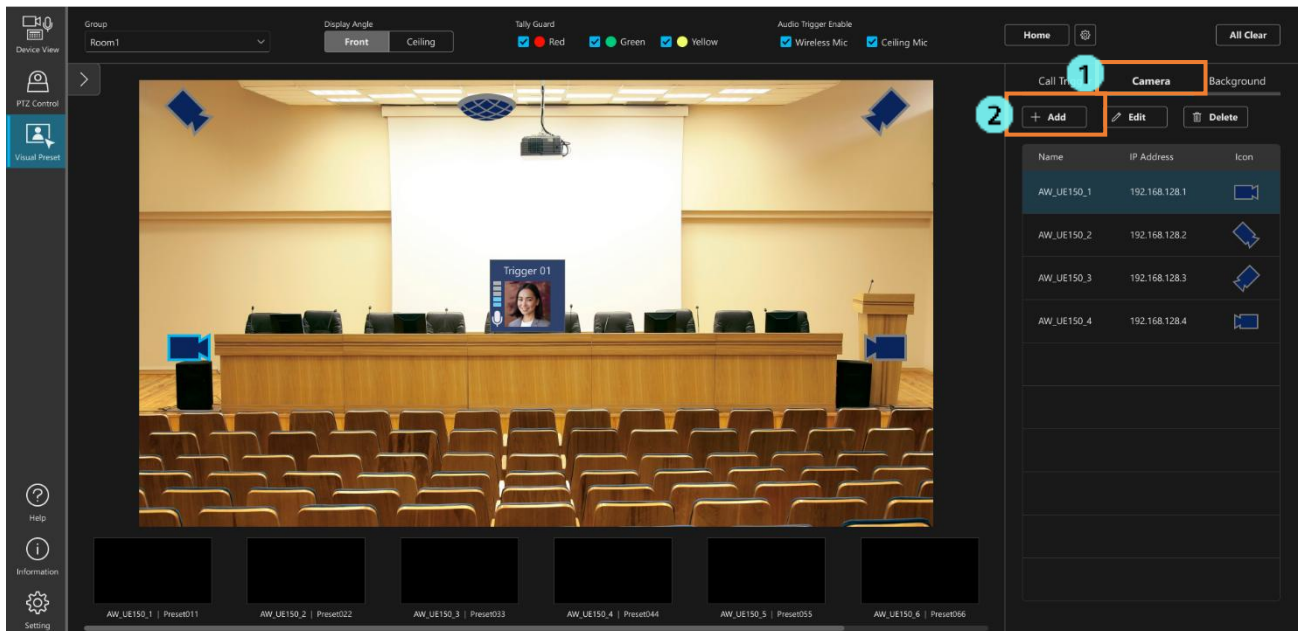 Device View
PTZ Control
Visual Preset
Help
Information
Setting
Group
Room1
Display Angle
Front Ceiling
Tally Guard
Red Green Yellow
Audio Trigger Enable
Wireless Mic Ceiling Mic
Home
All Clear
Trigger 01
AW_UE150_1 | Preset011
AW_UE150_2 | Preset022
AW_UE150_3 | Preset033
AW_UE150_4 | Preset044
AW_UE150_5 | Preset055
AW_UE150_6 | Preset066
Call 1 Camera Background
2 + Add Edit Delete
Name IP Address Icon
AW_UE150_1 192.168.128.1
AW_UE150_2 192.168.128.2
AW_UE150_3 192.168.128.3
AW_UE150_4 192.168.128.4